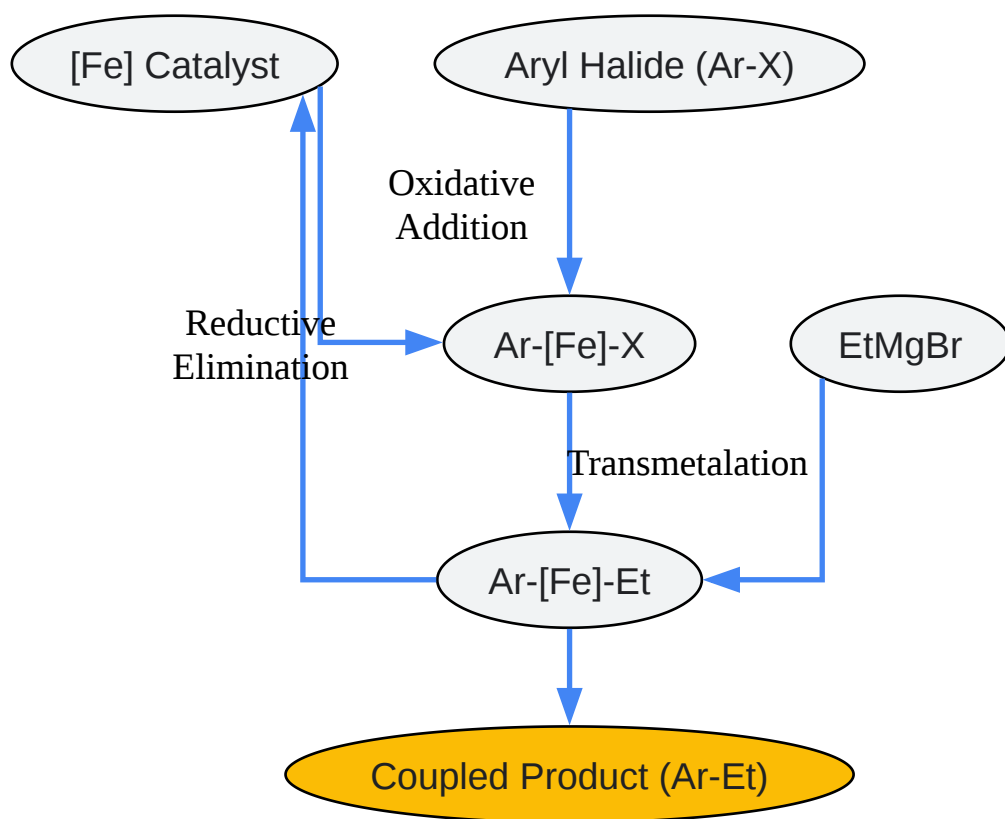 [Fe] Catalyst
Aryl Halide (Ar-X)
Oxidative
Addition
Reductive
Elimination
Ar-[Fe]-X
EtMgBr
Transmetalation
Ar-[Fe]-Et
Coupled Product (Ar-Et)